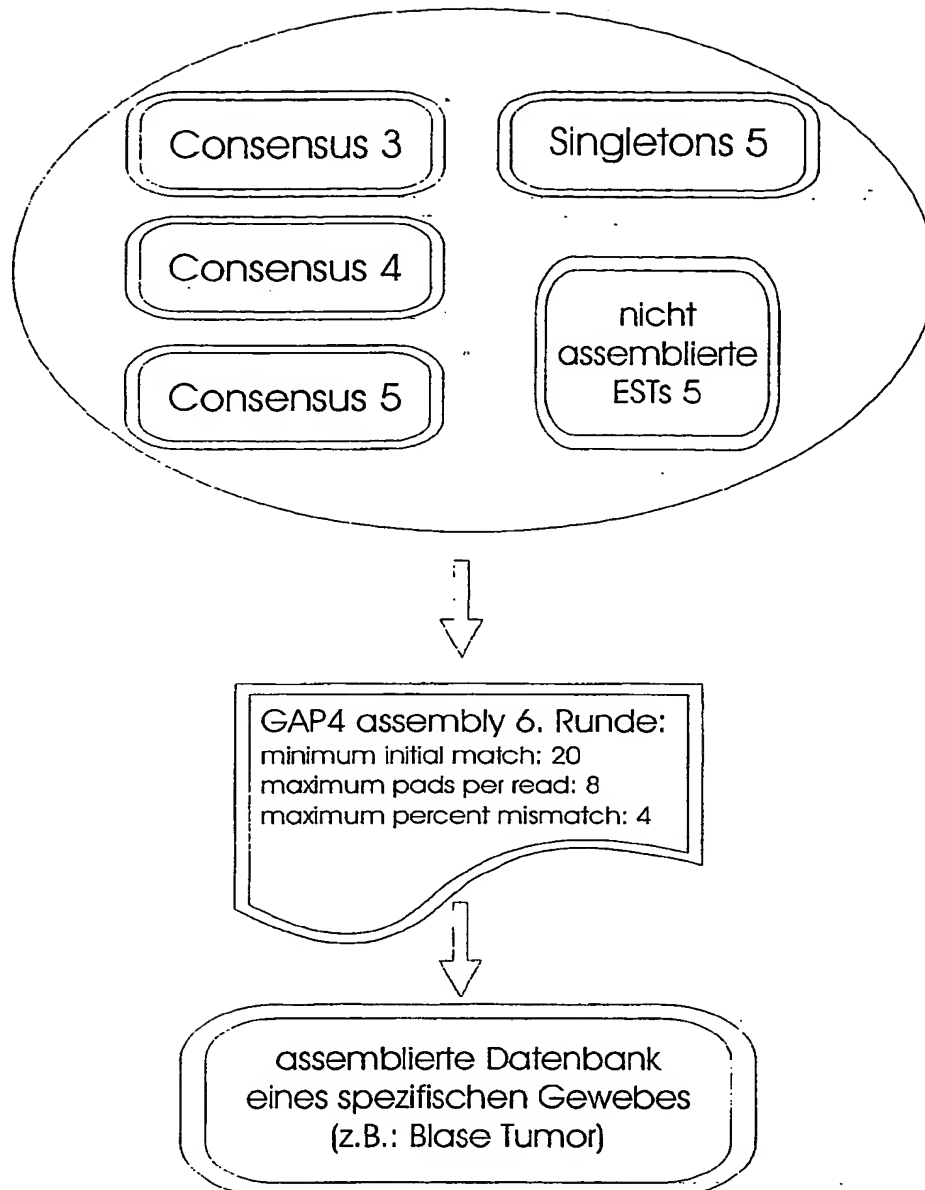 Consensus 3
Singletons 5
Consensus 4
nicht
assemblierte
ESTs 5
Consensus 5
GAP4 assembly 6. Runde:
minimum initial match: 20
maximum pads per read: 8
maximum percent mismatch: 4
assemblierte Datenbank
eines spezifischen Gewebes
(z.B.: Blase Tumor)